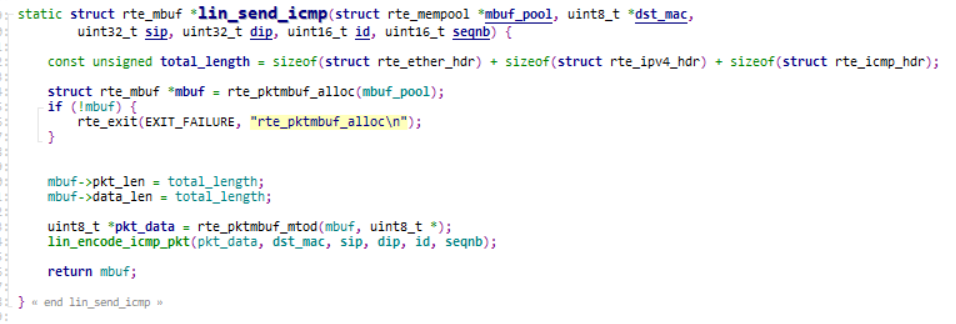 static struct rte_mbuf *lin_send_icmp(struct rte_mempool *mbuf_pool, uint8_t *dst_mac,
uint32_t sip, uint32_t dip, uint16_t id, uint16_t seqnb) {
const unsigned total_length = sizeof(struct rte_ether_hdr) + sizeof(struct rte_ipv4_hdr) + sizeof(struct rte_icmp_hdr);
struct rte_mbuf *mbuf = rte_pktmbuf_alloc(mbuf_pool);
if (!mbuf) {
rte_exit(EXIT_FAILURE, "rte_pktmbuf_alloc\n");
}
mbuf->pkt_len = total_length;
mbuf->data_len = total_length;
uint8_t *pkt_data = rte_pktmbuf_mtod(mbuf, uint8_t *);
lin_encode_icmp_pkt(pkt_data, dst_mac, sip, dip, id, seqnb);
return mbuf;
} « end lin_send_icmp »